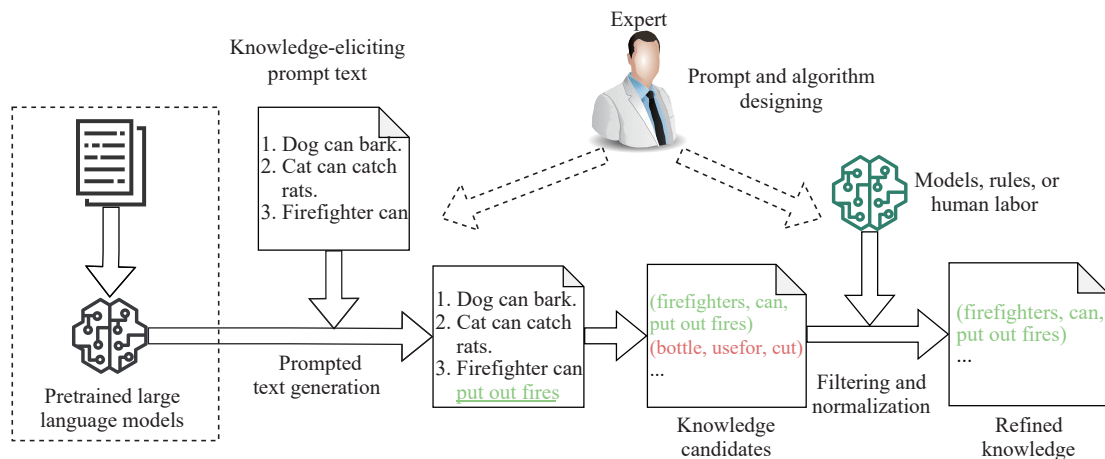 Expert
Knowledge-eliciting
prompt text
Prompt and algorithm
designing
1. Dog can bark.
2. Cat can catch
rats.
3. Firefighter can
Models, rules, or
human labor
1. Dog can bark.
2. Cat can catch
rats.
3. Firefighter can
put out fires
(firefighters, can,
put out fires)
(bottle, usefor, cut)
...
(firefighters, can,
put out fires)
...
Prompted
text generation
Filtering and
normalization
Pretrained large
language models
Knowledge
candidates
Refined
knowledge